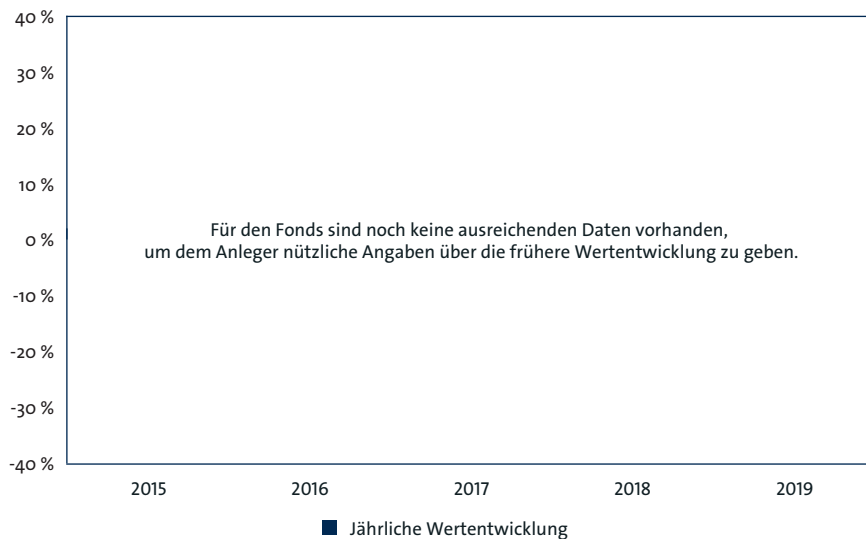 40 %
30 %
20 %
10 %
0 %
-10 %
-20 %
-30 %
-40 %
Für den Fonds sind noch keine ausreichenden Daten vorhanden,
um dem Anleger nützliche Angaben über die frühere Wertentwicklung zu geben.
2015 2016 2017 2018 2019
Jährliche Wertentwicklung